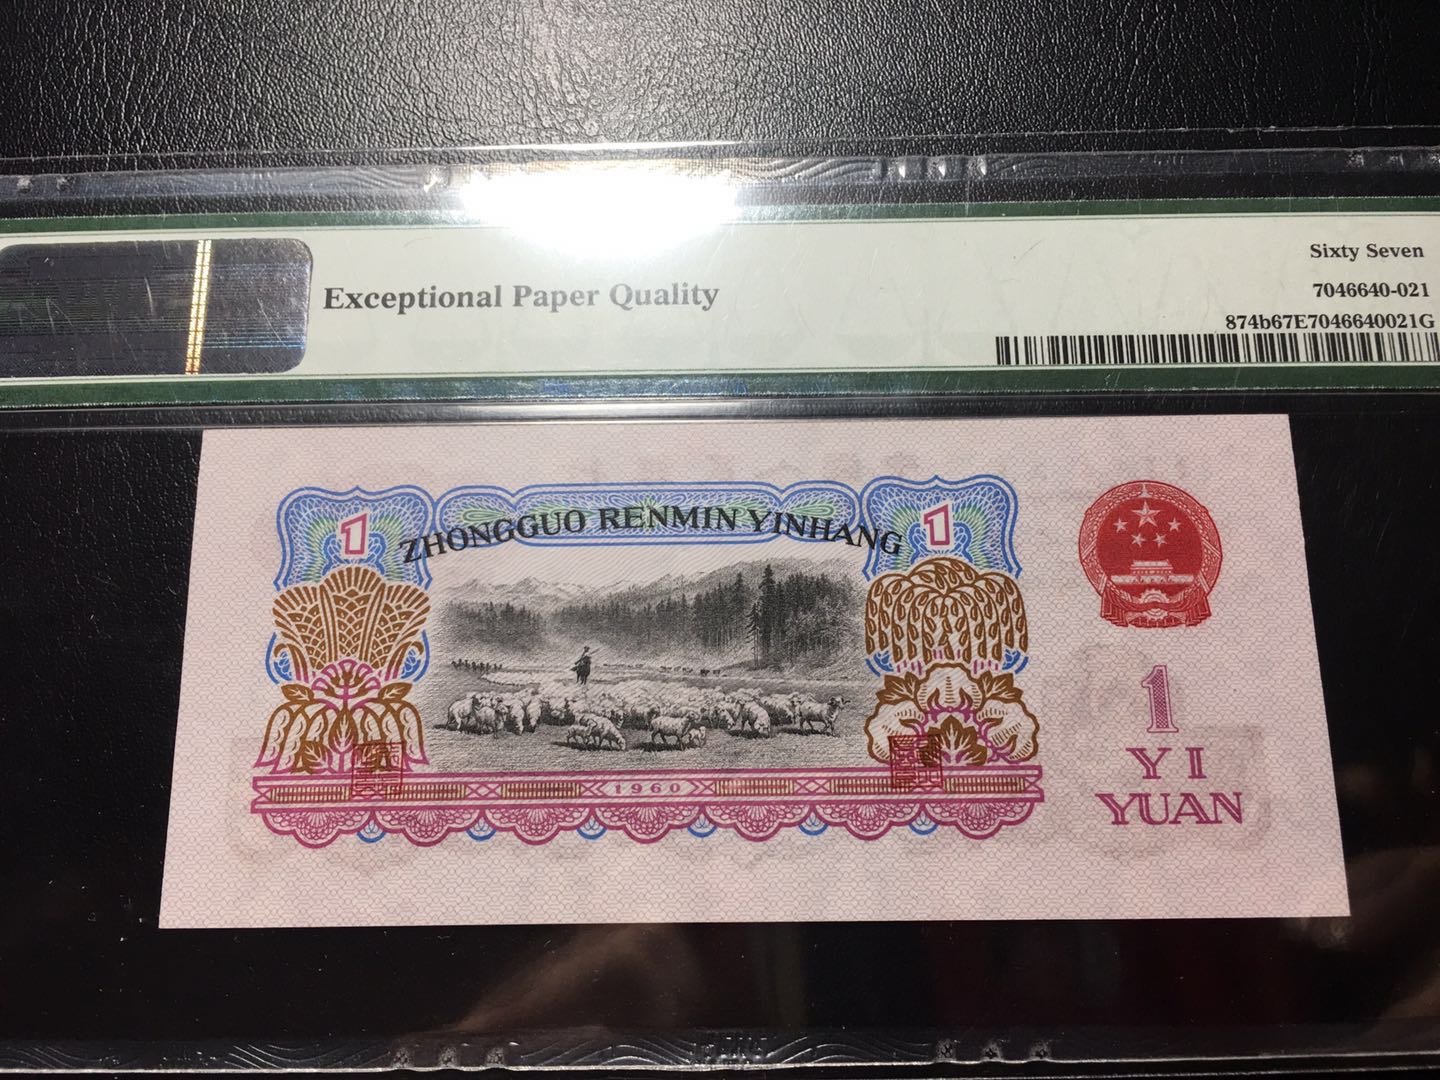 Sixty Seven
Exceptional Paper Quality
7046640-021
874b67E7046640021G
1
ZHONGGUO RENMIN YINHANG
1
1
YI
YUAN
1960